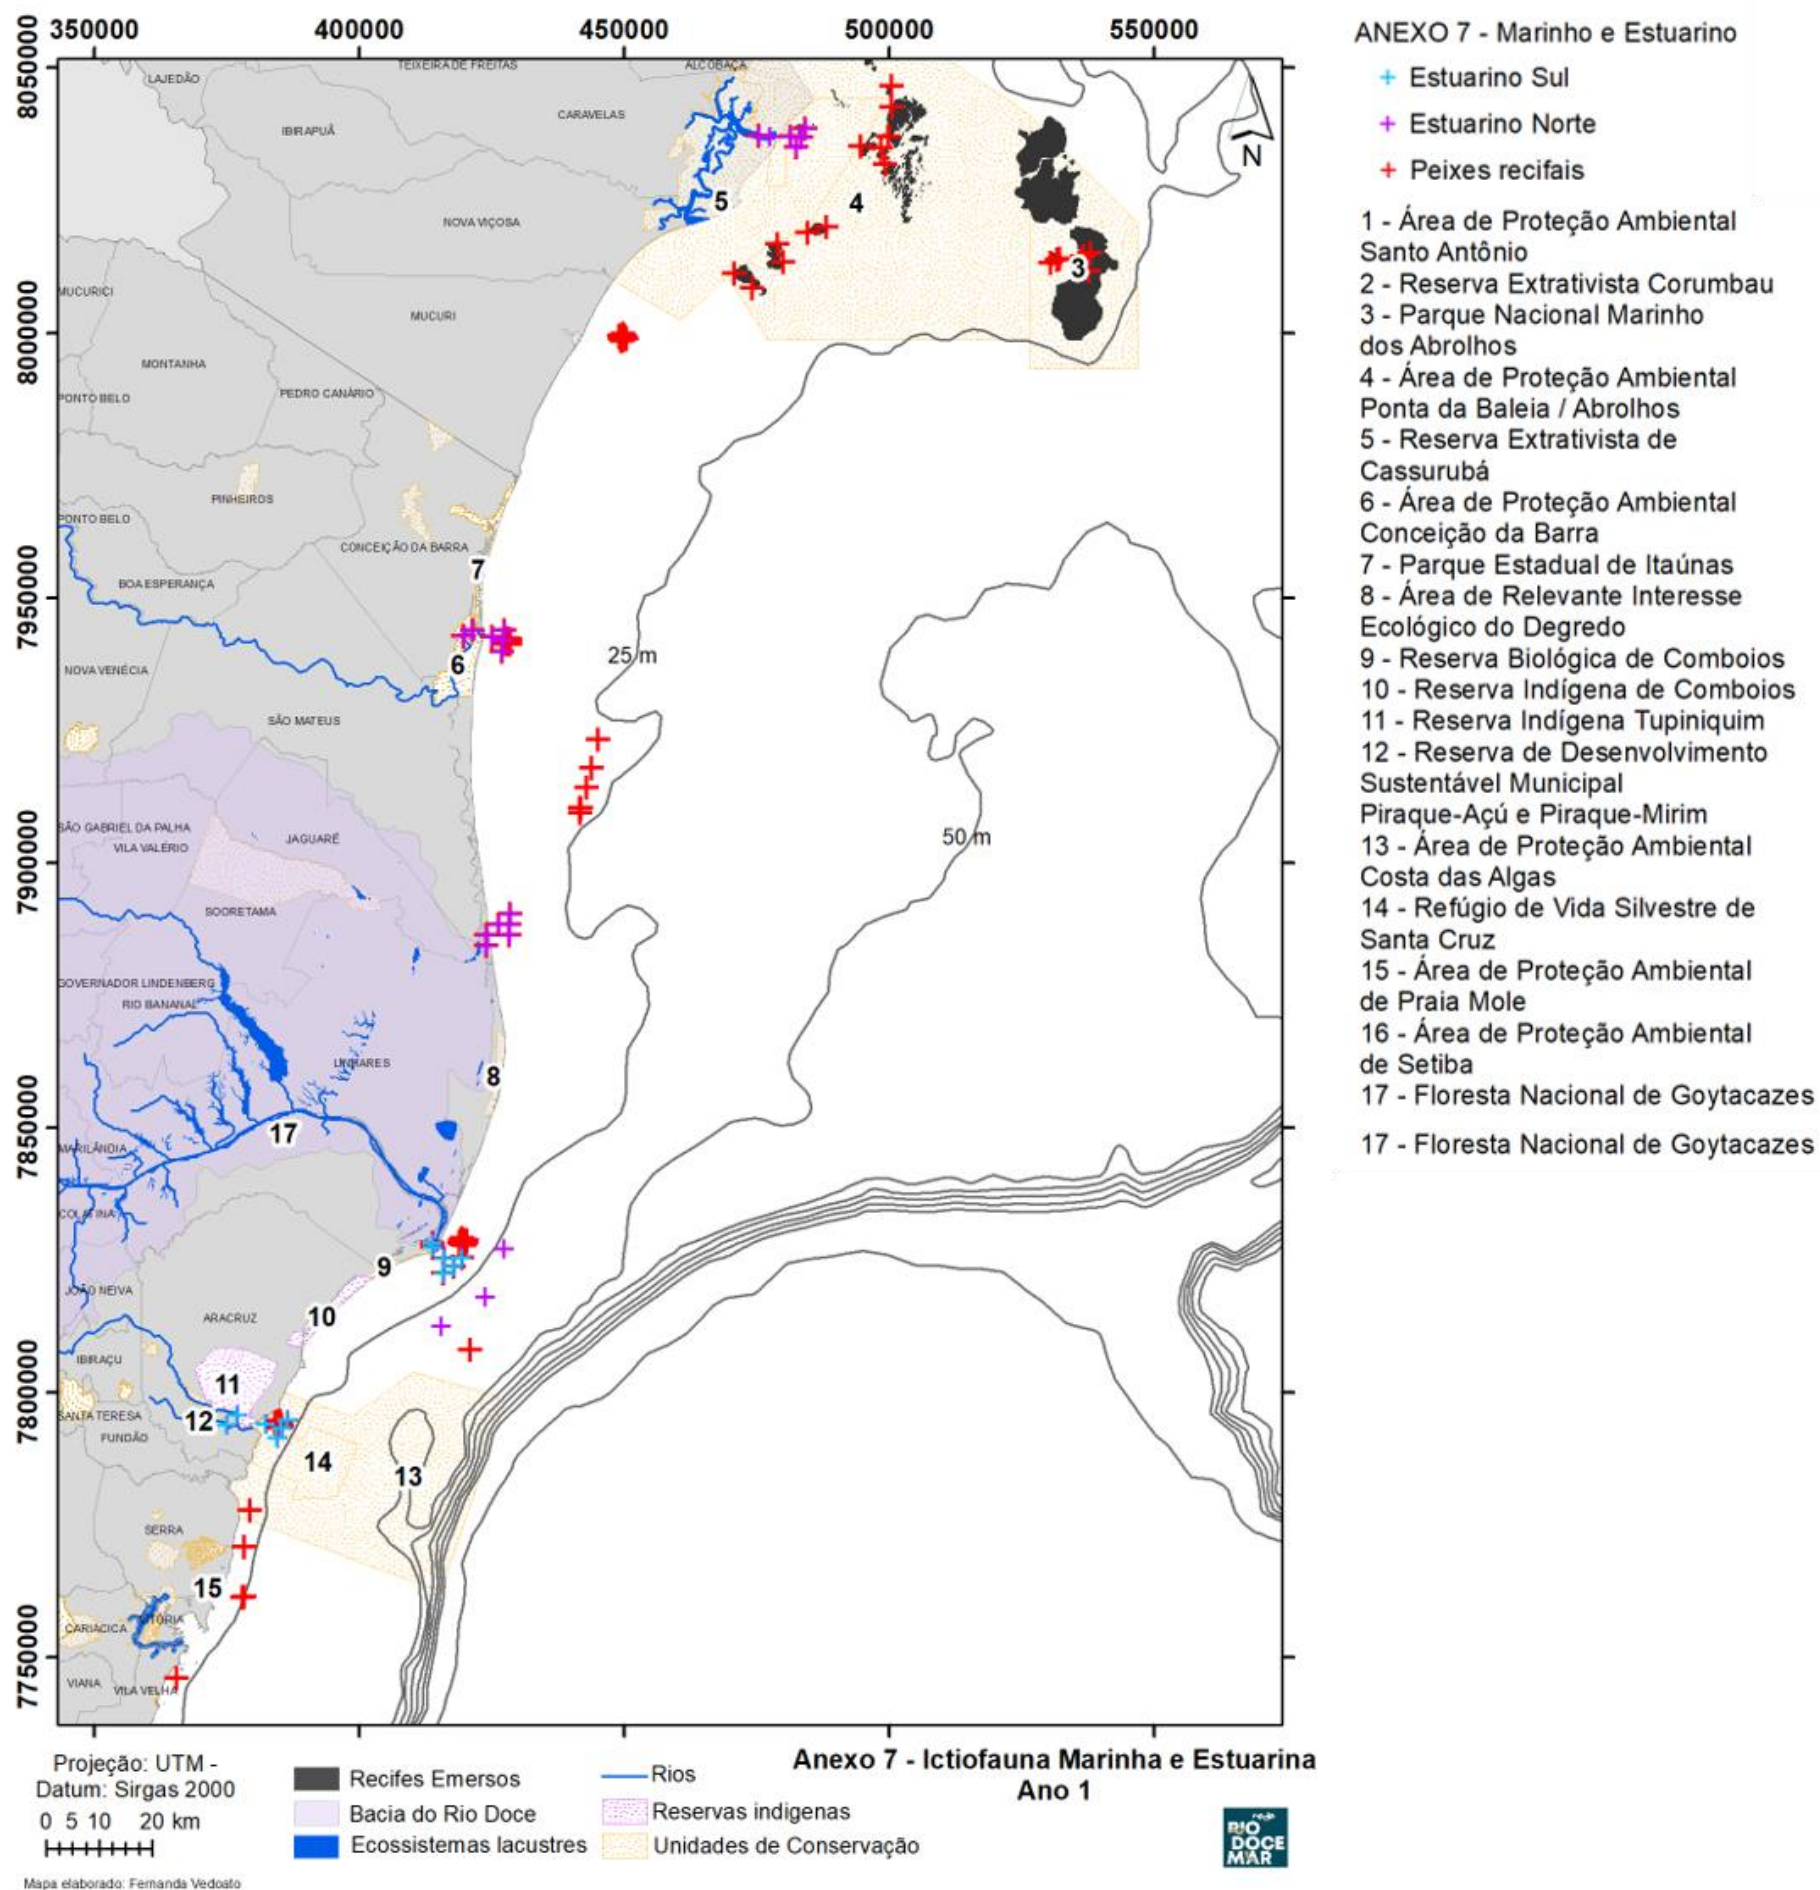 350000 400000 450000 500000 550000
ANEXO 7 - Marinho e Estuarino
Estuarino Sul
Estuarino Norte
Peixes recifais
1 - Área de Proteção Ambiental
Santo Antônio
2 - Reserva Extrativista Corumbau
3 - Parque Nacional Marinho
dos Abrolhos
4 - Área de Proteção Ambiental
Ponta da Baleia / Abrolhos
5 - Reserva Extrativista de
Cassurubá
6 - Área de Proteção Ambiental
Conceição da Barra
7 - Parque Estadual de Itaúnas
8 - Área de Relevante Interesse
Ecológico do Degredo
9 - Reserva Biológica de Comboios
10 - Reserva Indígena de Comboios
11 - Reserva Indígena Tupiniquim
12 - Reserva de Desenvolvimento
Sustentável Municipal
Piraque-Açú e Piraque-Mirim
13 - Área de Proteção Ambiental
Costa das Algas
14 - Refúgio de Vida Silvestre de
Santa Cruz
15 - Área de Proteção Ambiental
de Praia Mole
16 - Área de Proteção Ambiental
de Setiba
17 - Floresta Nacional de Goytacazes
17 - Floresta Nacional de Goytacazes
8050000
8000000
7950000
7900000
7850000
7800000
7750000
LAJEDÃO
TEIXEIRA DE FREITAS
ALCOBAÇA
CARAVELAS
IBIRAPUÃ
N
5
4
NOVA VIÇOSA
3
MUCURICI
MUCURI
MONTANHA
PEDRO CANÁRIO
PONTO BELO
PINHEIROS
PONTO BELO
CONCEIÇÃO DA BARRA
7
BOA ESPERANÇA
25 m
6
NOVA VENÉCIA
SÃO MATEUS
SÃO GABRIEL DA PALHA
JAGUARÉ
50 m
VILA VALÉRIO
SOORETAMA
GOVERNADOR LINDENBERG
RIO BANANAL
LINHARES
8
17
MARILÂNDIA
COLATINA
9
JOÃO NEIVA
10
ARACRUZ
IBIRAÇU
11
SANTA TERESA
12
FUNDÃO
14
13
SERRA
15
VITÓRIA
CARIACICA
VIANA
VILA VELHA
Projeção: UTM -
Datum: Sirgas 2000
0 5 10 20 km
Mapa elaborado: Fernanda Vedoato
Recifes Emersos
Bacia do Rio Doce
Ecossistemas lacustres
Rios
Reservas indigenas
Unidades de Conservação
Anexo 7 - Ictiofauna Marinha e Estuarina
Ano 1
rede
RIO
DOCE
MAR